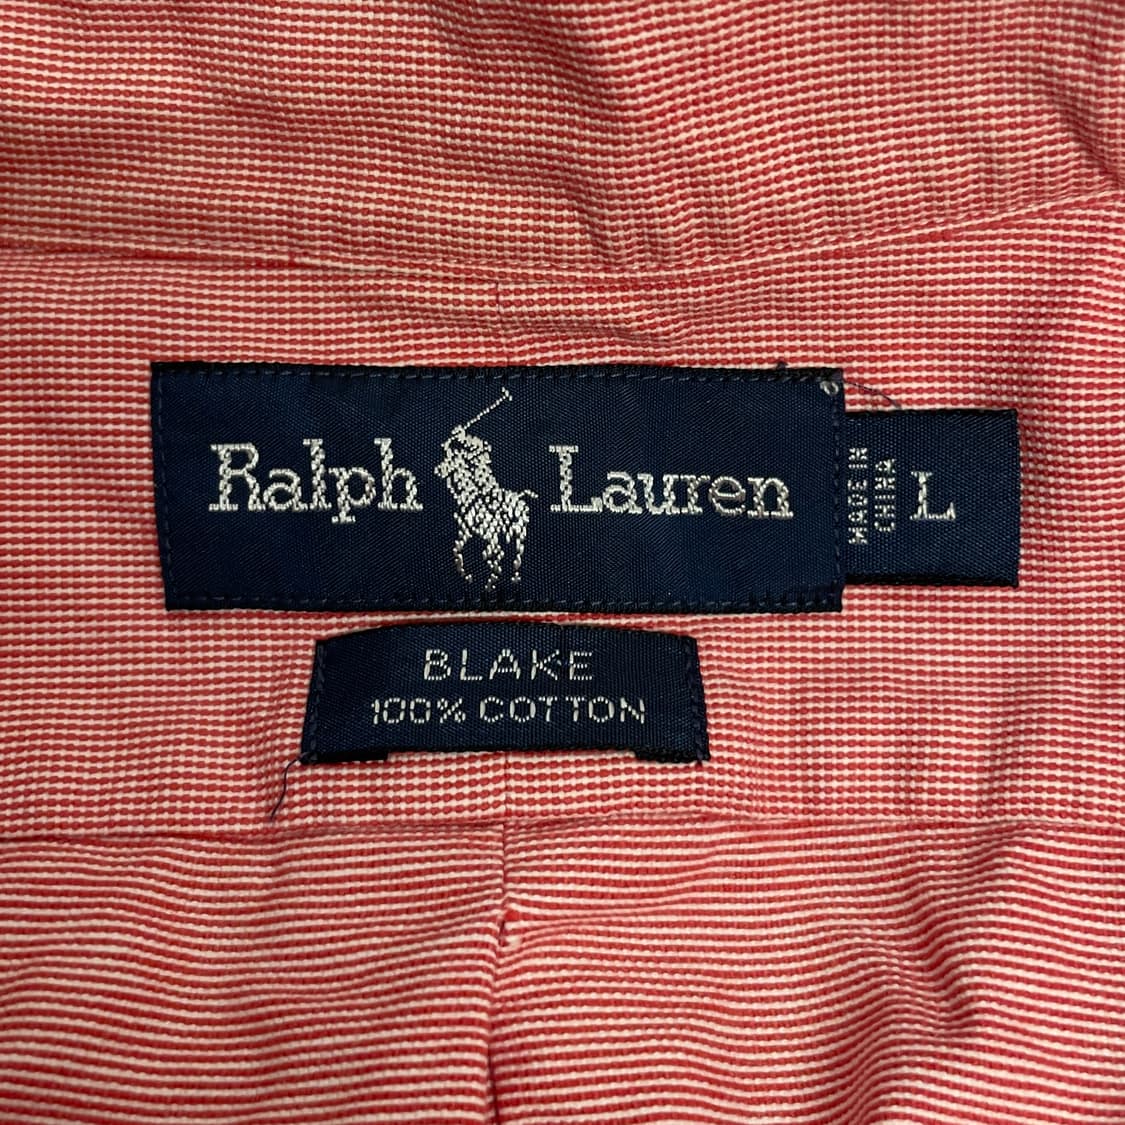 Ralph Lauren
MADE IN
CHINA
L
BLAKE
100% COTTON